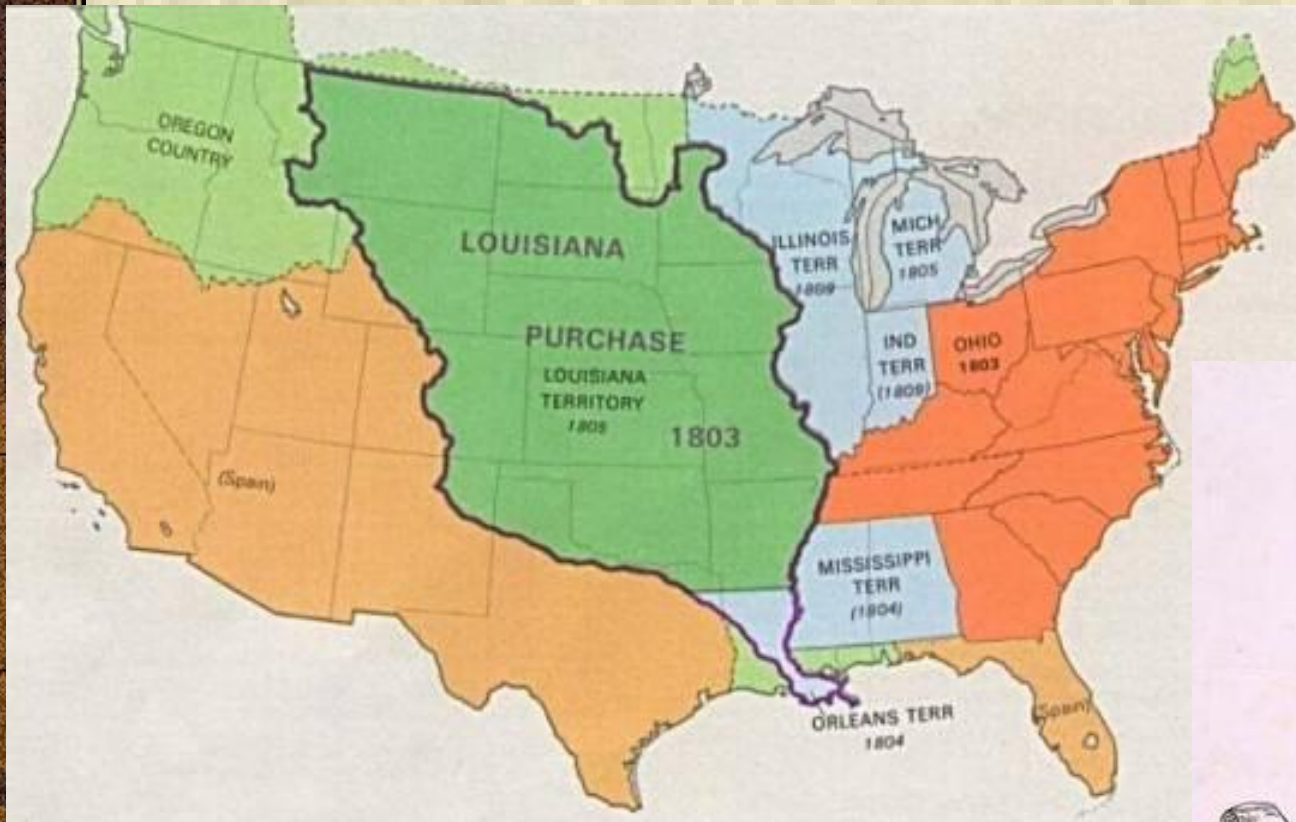 OREGON
COUNTRY
LOUISIANA
PURCHASE
LOUISIANA
TERRITORY
1805
1803
ILLINOIS
TERR
1809
MICH
TERR
1805
IND
TERR
(1809)
OHIO
1803
(Spain)
MISSISSIPPI
TERR
(1804)
ORLEANS TERR
1804
(Spain)